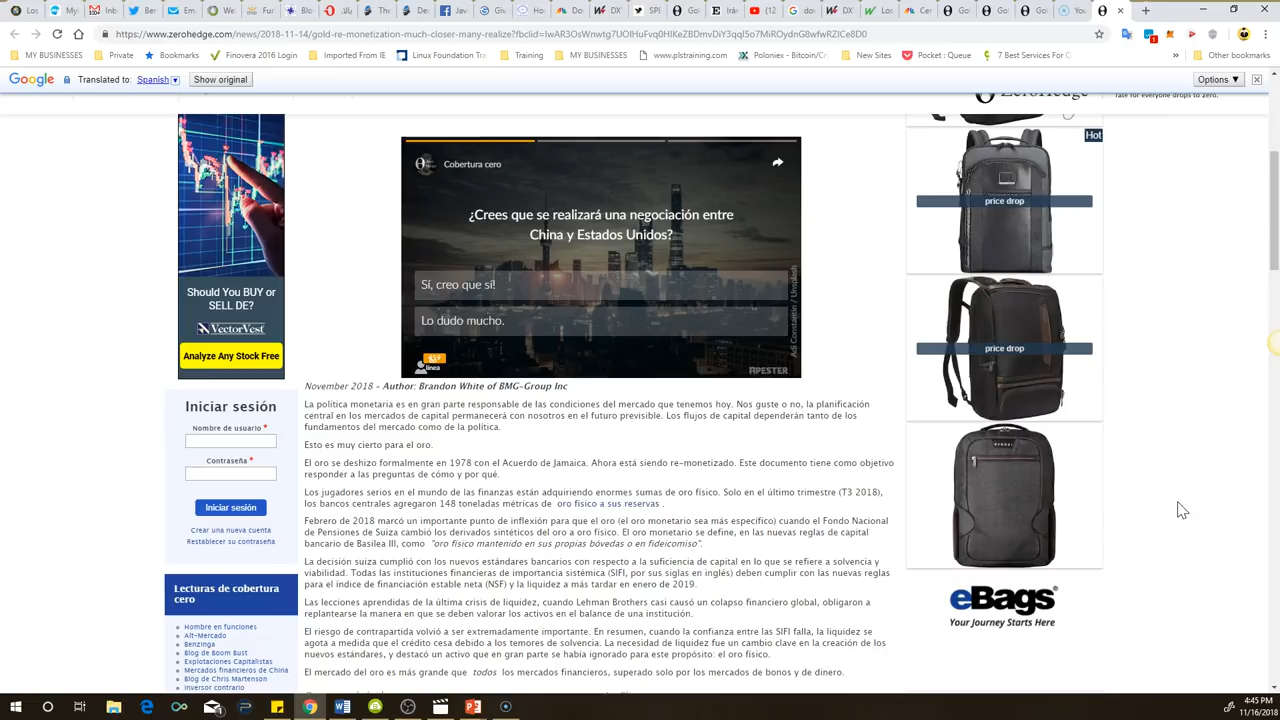 https://www.zerohedge.com/news/2018-11-14/gold-re-monetization-much-closer-many-realize?fbclid=IwAR3OsWnwtg7UOIHuFvq0HIKeZBDmvDiY3qql5o7MiROydnG8wfwRZICe8D0
MY BUSINESSES Private Bookmarks Finovera 2016 Login Imported From IE Linux Foundation Training MY BUSINESSES www.plstraining.com Poloniex - Bitcoin/Cr New Sites Pocket : Queue 7 Best Services For C Other bookmarks
Google Translated to: Spanish Show original Options ▼
ZeroHedge
rate for everyone drops to zero.
Hot
price drop
price drop
eBags
Your Journey Starts Here
Should You BUY or
SELL DE?
VectorVest
Analyze Any Stock Free
Cobertura cero
¿Crees que se realizará una negociación entre
China y Estados Unidos?
Sí, creo que sí!
Lo dudo mucho.
línea
Adi Constantin / Unsplash
APESTER
Iniciar sesión
Nombre de usuario *
Contraseña *
Iniciar sesión
Crear una nueva cuenta
Restablecer su contraseña
Lecturas de cobertura
cero
Hombre en funciones
Alt-Mercado
Benzinga
Blog de Boom Bust
Explotaciones Capitalistas
Mercados financieros de China
Blog de Chris Martenson
Inversor contrario
November 2018 – Author: Brandon White of BMG-Group Inc
La política monetaria es en gran parte responsable de las condiciones del mercado que tenemos hoy. Nos guste o no, la planificación
central en los mercados de capital permanecerá con nosotros en el futuro previsible. Los flujos de capital dependerán tanto de los
fundamentos del mercado como de la política.
Esto es muy cierto para el oro.
El oro se deshizo formalmente en 1978 con el Acuerdo de Jamaica. Ahora está siendo re-monetizado. Este documento tiene como objetivo
responder a las preguntas de cómo y por qué.
Los jugadores serios en el mundo de las finanzas están adquiriendo enormes sumas de oro físico. Solo en el último trimestre (T3 2018),
los bancos centrales agregaron 148 toneladas métricas de oro físico a sus reservas .
Febrero de 2018 marcó un importante punto de inflexión para que el oro (el oro monetario sea más específico) cuando el Fondo Nacional
de Pensiones de Suiza cambió los derivados sintéticos del oro a oro físico. El oro monetario se define, en las nuevas reglas de capital
bancario de Basilea III, como "oro físico mantenido en sus propias bóvedas o en fideicomiso".
La decisión suiza cumplió con los nuevos estándares bancarios con respecto a la suficiencia de capital en lo que se refiere a solvencia y
viabilidad. Todas las instituciones financieras de importancia sistémica (SIFI, por sus siglas en inglés) deben cumplir con las nuevas reglas
para el índice de financiación estable neta (NSF) y la liquidez a más tardar en enero de 2019.
Las lecciones aprendidas de la última crisis de liquidez, cuando Lehman Brothers casi causó un colapso financiero global, obligaron a
replantearse la manera en que se deben valorar los activos en el balance de una institución.
El riesgo de contrapartida volvió a ser extremadamente importante. En resumen, cuando la confianza entre las SIFI falla, la liquidez se
agota a medida que el crédito cesa debido a los temores de solvencia. La necesidad de liquidez fue un cambio clave en la creación de los
nuevos estándares, y destacó un activo que en gran parte se había ignorado para este propósito: el oro físico.
El mercado del oro es más grande que todos los mercados financieros, superado solo por los mercados de bonos y de dinero.
4:45 PM
11/16/2018